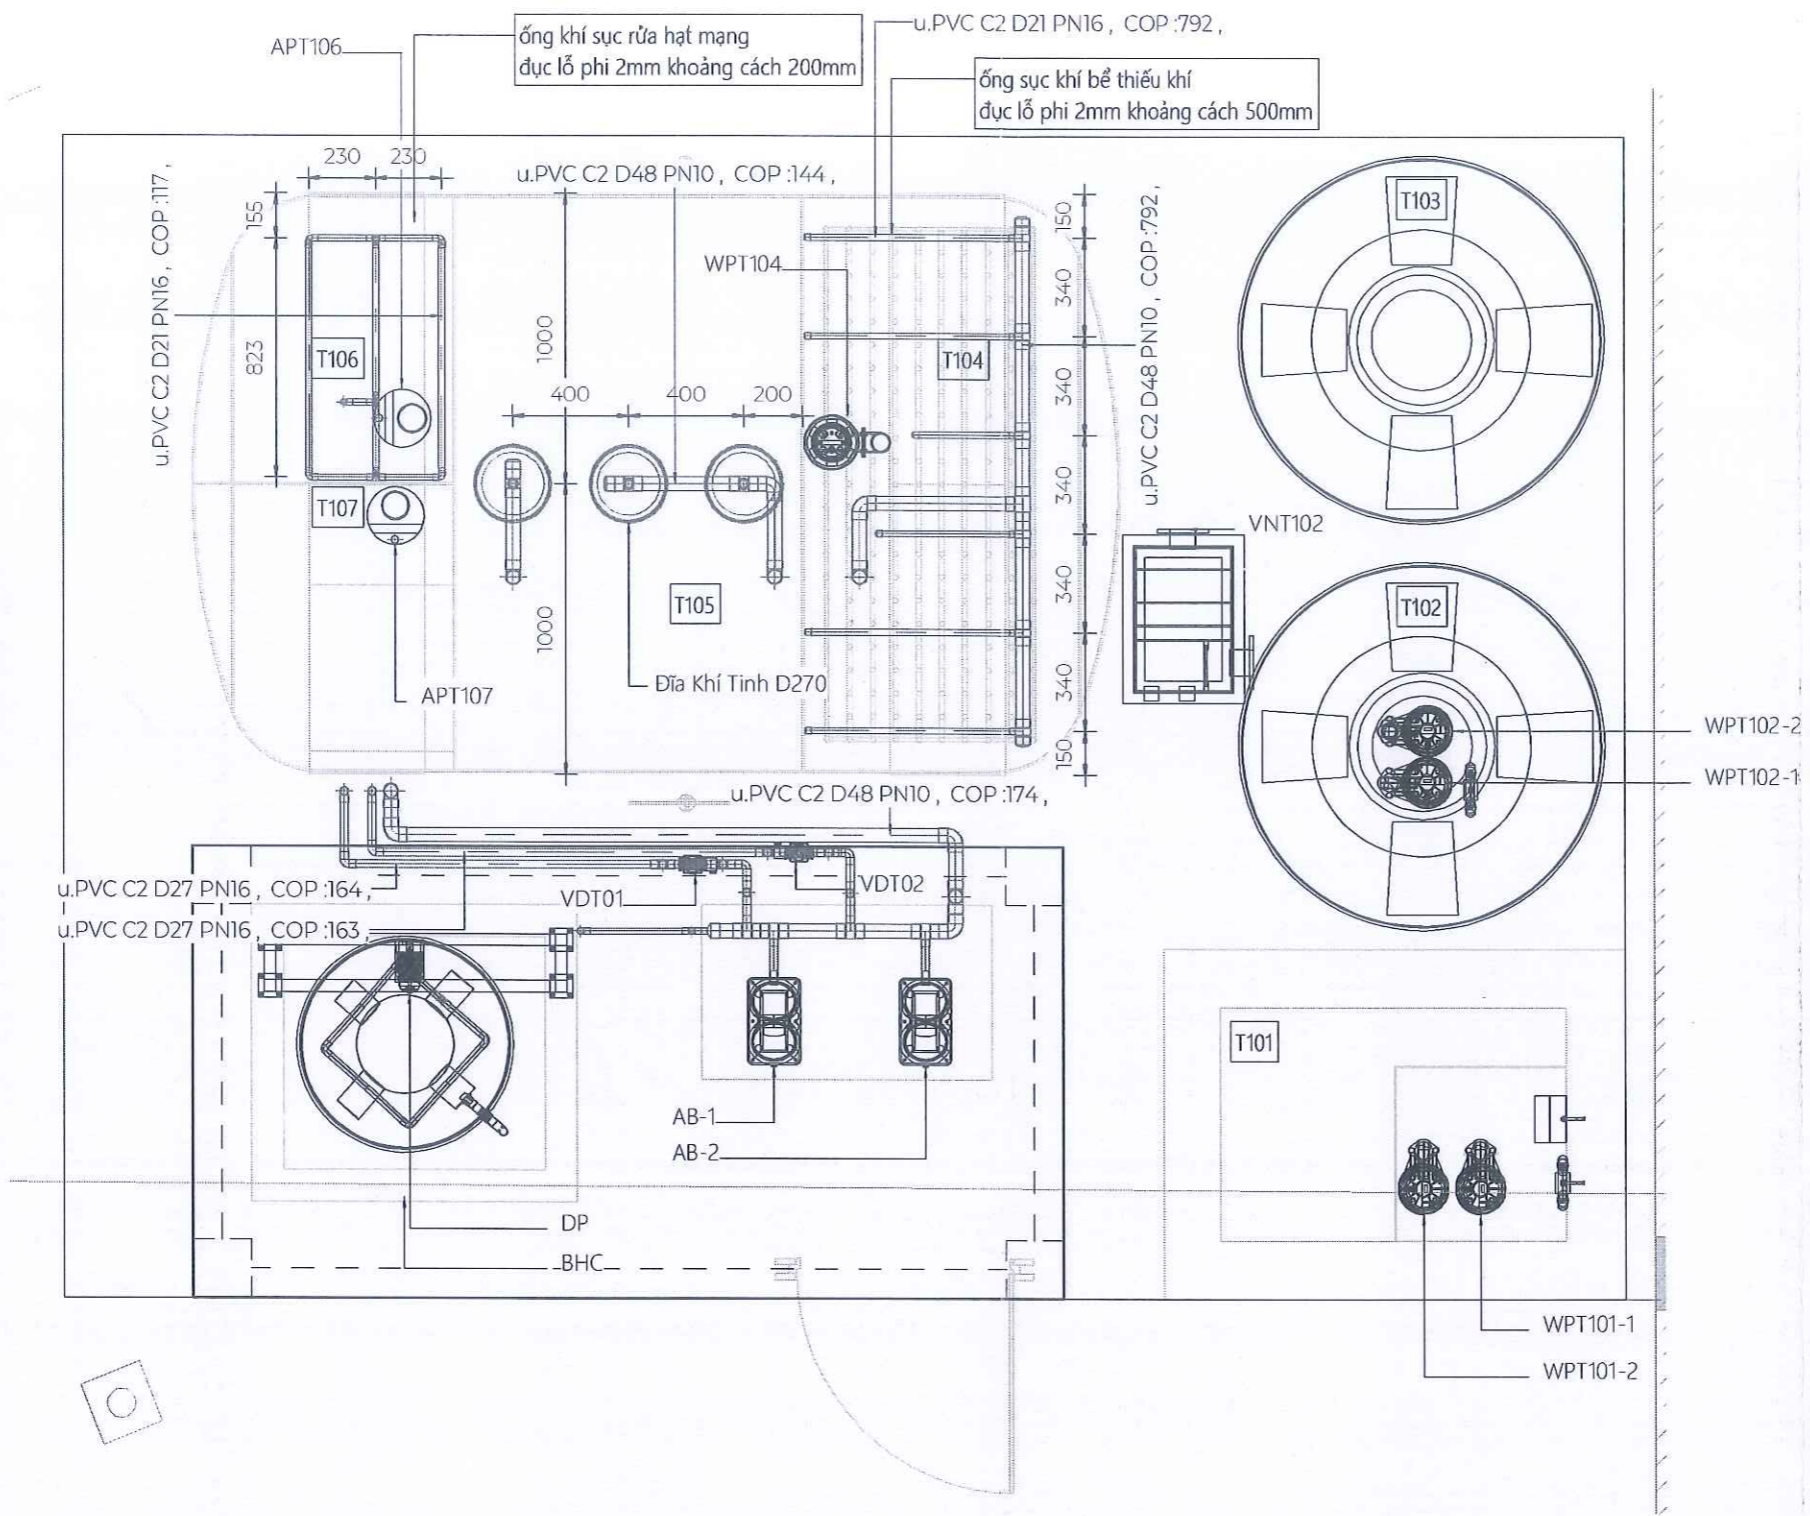 APT106
ống khí sục rửa hạt mạng
đục lỗ phi 2mm khoảng cách 200mm
u.PVC C2 D21 PN16 , COP :792 ,
ống sục khí bể thiếu khí
đục lỗ phi 2mm khoảng cách 500mm
230
230
u.PVC C2 D48 PN10 , COP :144 ,
u.PVC C2 D21 PN16 , COP :117 ,
155
823
T106
T107
APT107
1000
1000
400
400
200
WPT104
T104
T105
Đĩa Khí Tinh D270
150
340
340
340
340
340
150
u.PVC C2 D48 PN10 , COP :792 ,
T103
VNT102
T102
WPT102-2
WPT102-1
u.PVC C2 D48 PN10 , COP :174 ,
u.PVC C2 D27 PN16 , COP :164 ,
u.PVC C2 D27 PN16 , COP :163 ,
VDT01
VDT02
AB-1
AB-2
DP
BHC
T101
WPT101-1
WPT101-2